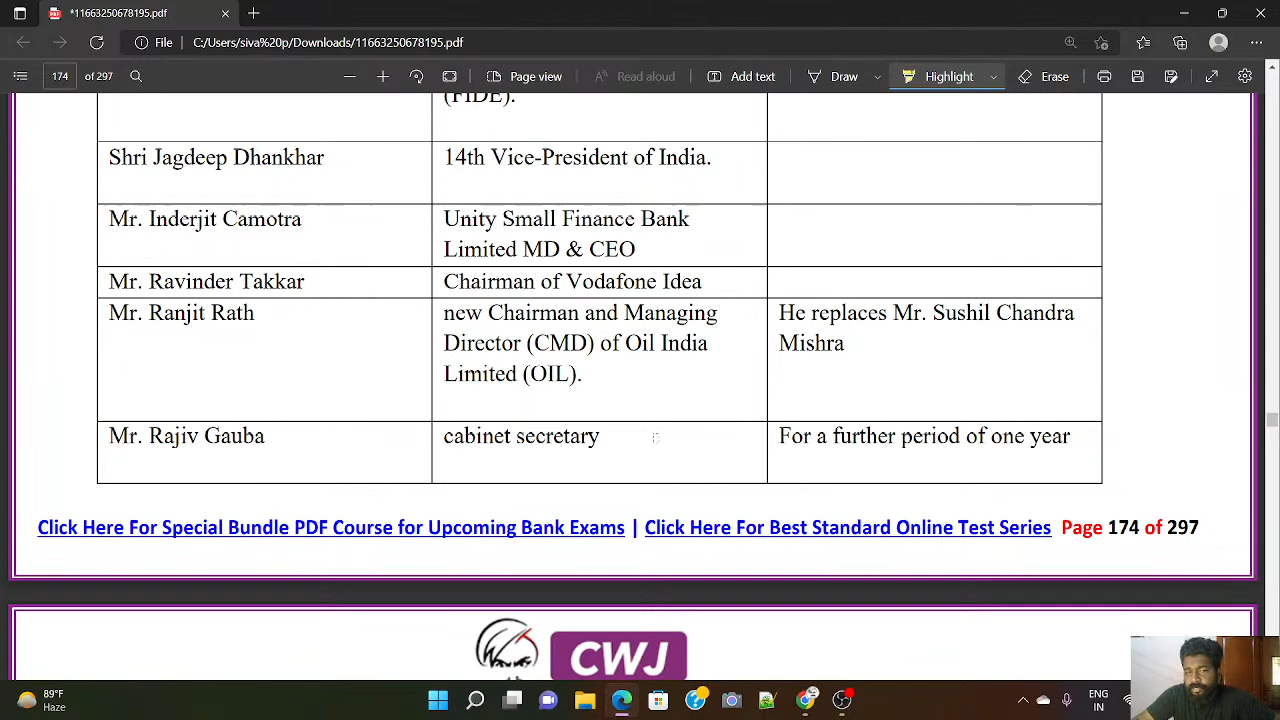 *11663250678195.pdf
File
C:/Users/siva%20p/Downloads/11663250678195.pdf
174 of 297
Page view
Read aloud
Add text
Draw
Highlight
Erase
(FIDE).
Shri Jagdeep Dhankhar
14th Vice-President of India.
Mr. Inderjit Camotra
Unity Small Finance Bank
Limited MD & CEO
Mr. Ravinder Takkar
Chairman of Vodafone Idea
Mr. Ranjit Rath
new Chairman and Managing
Director (CMD) of Oil India
Limited (OIL).
He replaces Mr. Sushil Chandra
Mishra
Mr. Rajiv Gauba
cabinet secretary
For a further period of one year
Click Here For Special Bundle PDF Course for Upcoming Bank Exams | Click Here For Best Standard Online Test Series Page 174 of 297
CWJ
89°F
Haze
ENG
IN